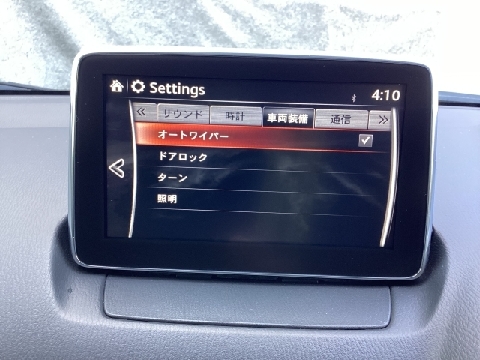 Settings 4:10
« サウンド 時計 車両装備 通信 »
オートワイパー
ドアロック
ターン
照明